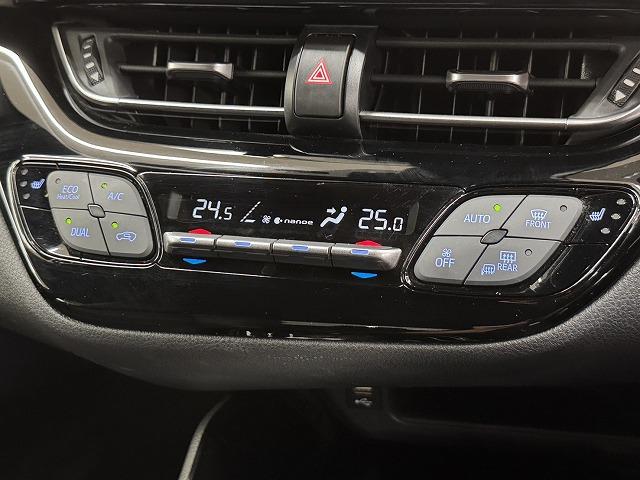 ECO
Heat/Cool
A/C
DUAL
24.5
nanoe
25.0
AUTO
FRONT
OFF
REAR